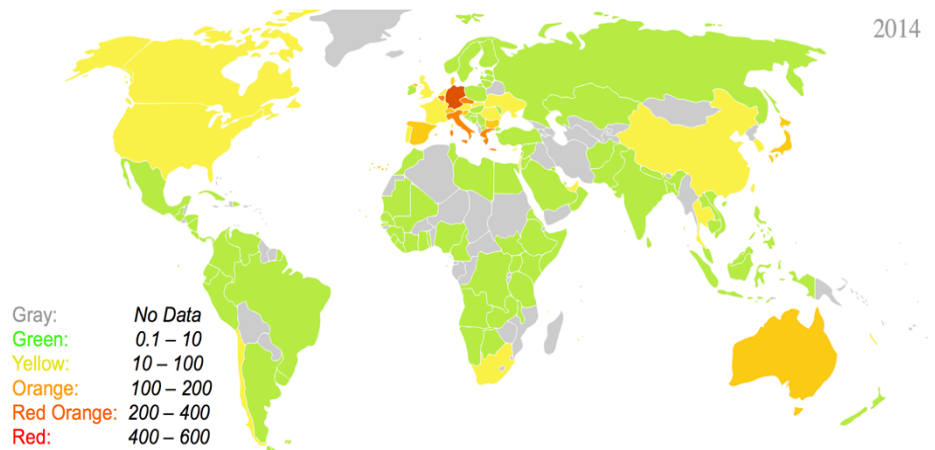 2014
Gray: No Data
Green: 0.1 – 10
Yellow: 10 – 100
Orange: 100 – 200
Red Orange: 200 – 400
Red: 400 – 600